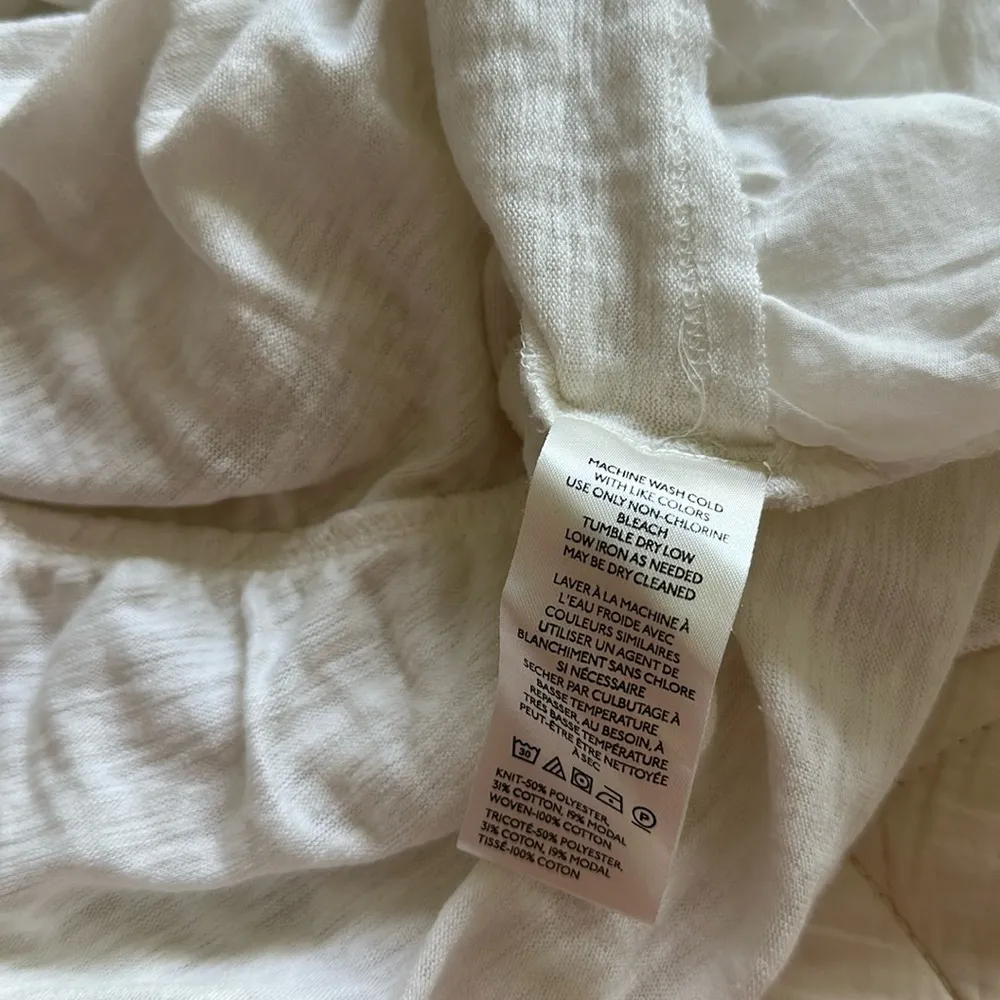 MACHINE WASH COLD
WITH LIKE COLORS
USE ONLY NON-CHLORINE
BLEACH
TUMBLE DRY LOW
LOW IRON AS NEEDED
MAY BE DRY CLEANED
LAVER À LA MACHINE À
L'EAU FROIDE AVEC
COULEURS SIMILAIRES
UTILISER UN AGENT DE
BLANCHIMENT SANS CHLORE
SI NÉCESSAIRE
SECHER PAR CULBUTAGE À
BASSE TEMPERATURE
REPASSER, AU BESOIN, À
TRÈS BASSE TEMPÉRATURE
PEUT-ÊTRE ÊTRE NETTOYÉE
À SEC
30 P
KNIT-50% POLYESTER,
31% COTTON, 19% MODAL
WOVEN-100% COTTON
TRICOTÉ-50% POLYESTER,
31% COTON, 19% MODAL
TISSÉ-100% COTON